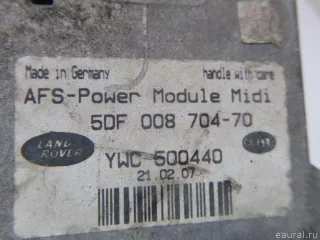 Made in Germany handle with care
AFS-Power Module Midi
5DF 008 704-70
LAND
ROVER
YWC 500440
21.02.07
© eaural.ru